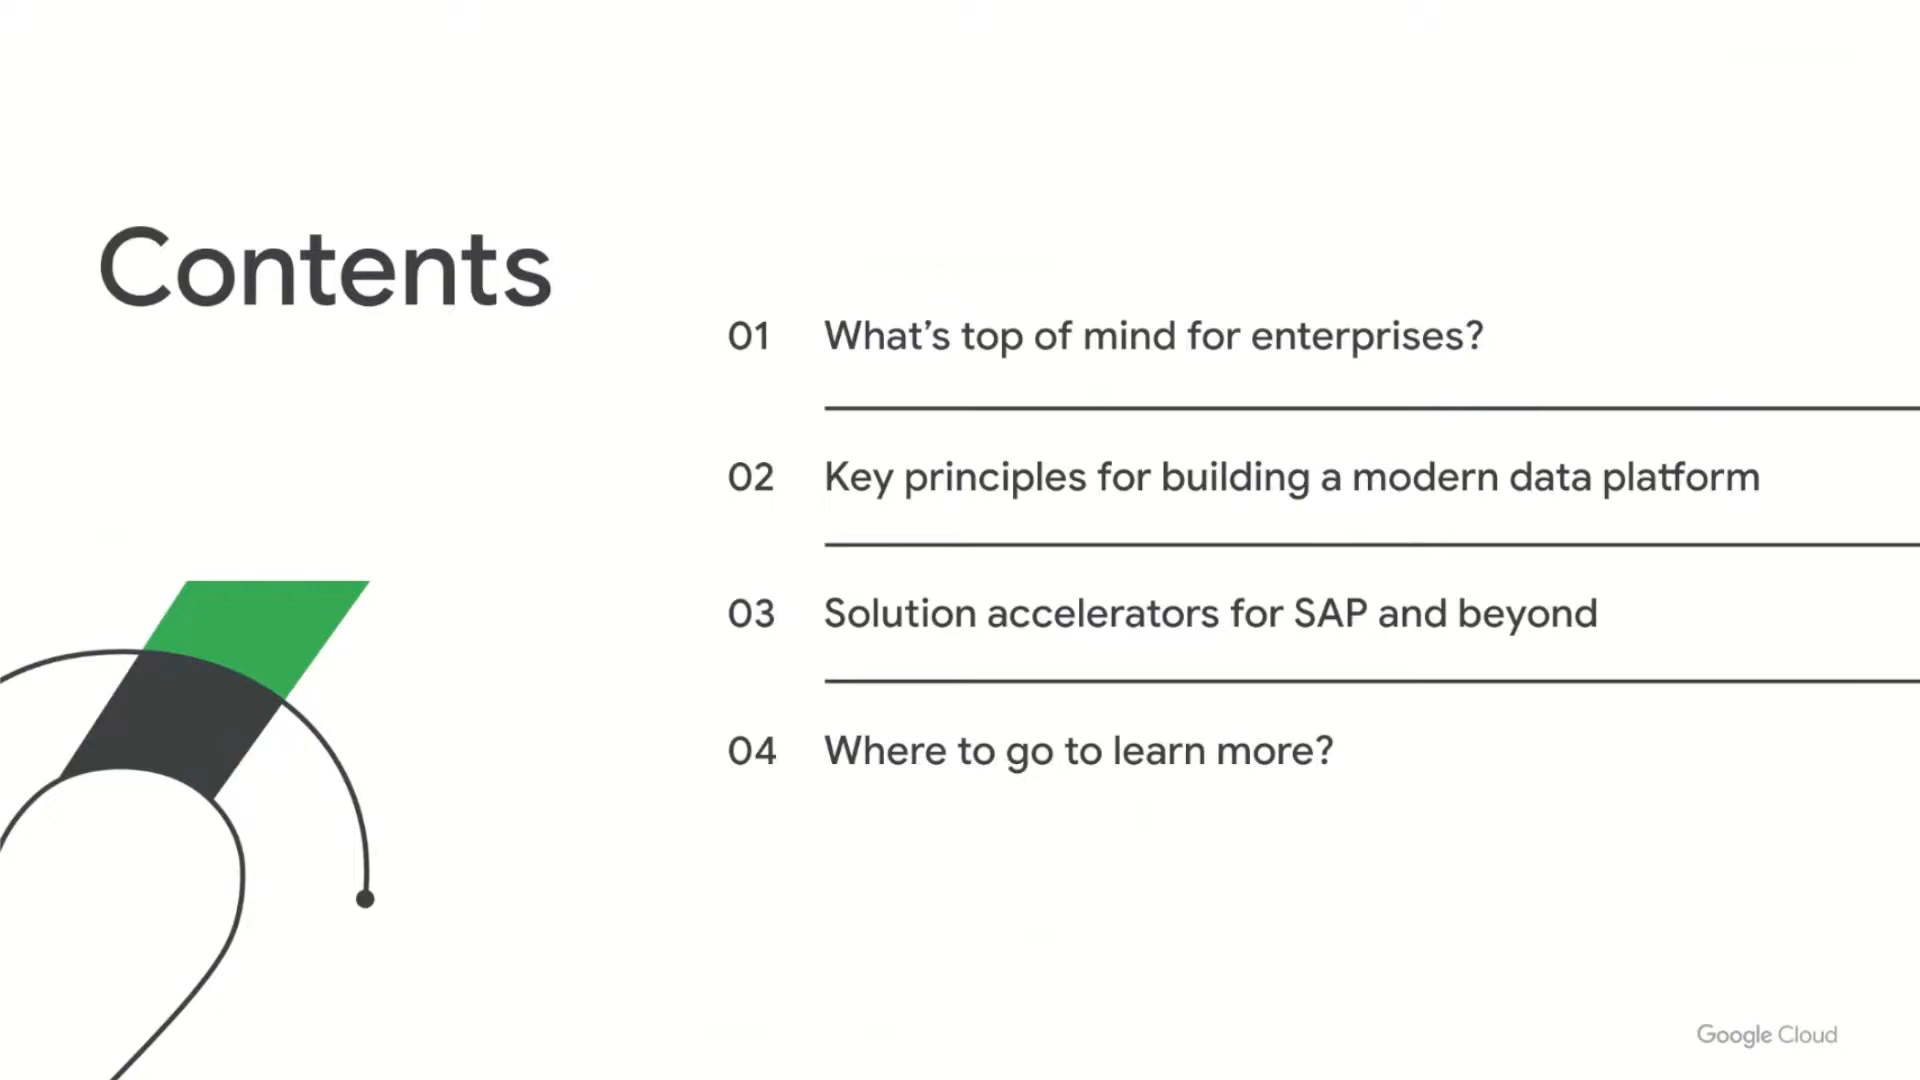 Contents
01 What’s top of mind for enterprises?
02 Key principles for building a modern data platform
03 Solution accelerators for SAP and beyond
04 Where to go to learn more?
Google Cloud